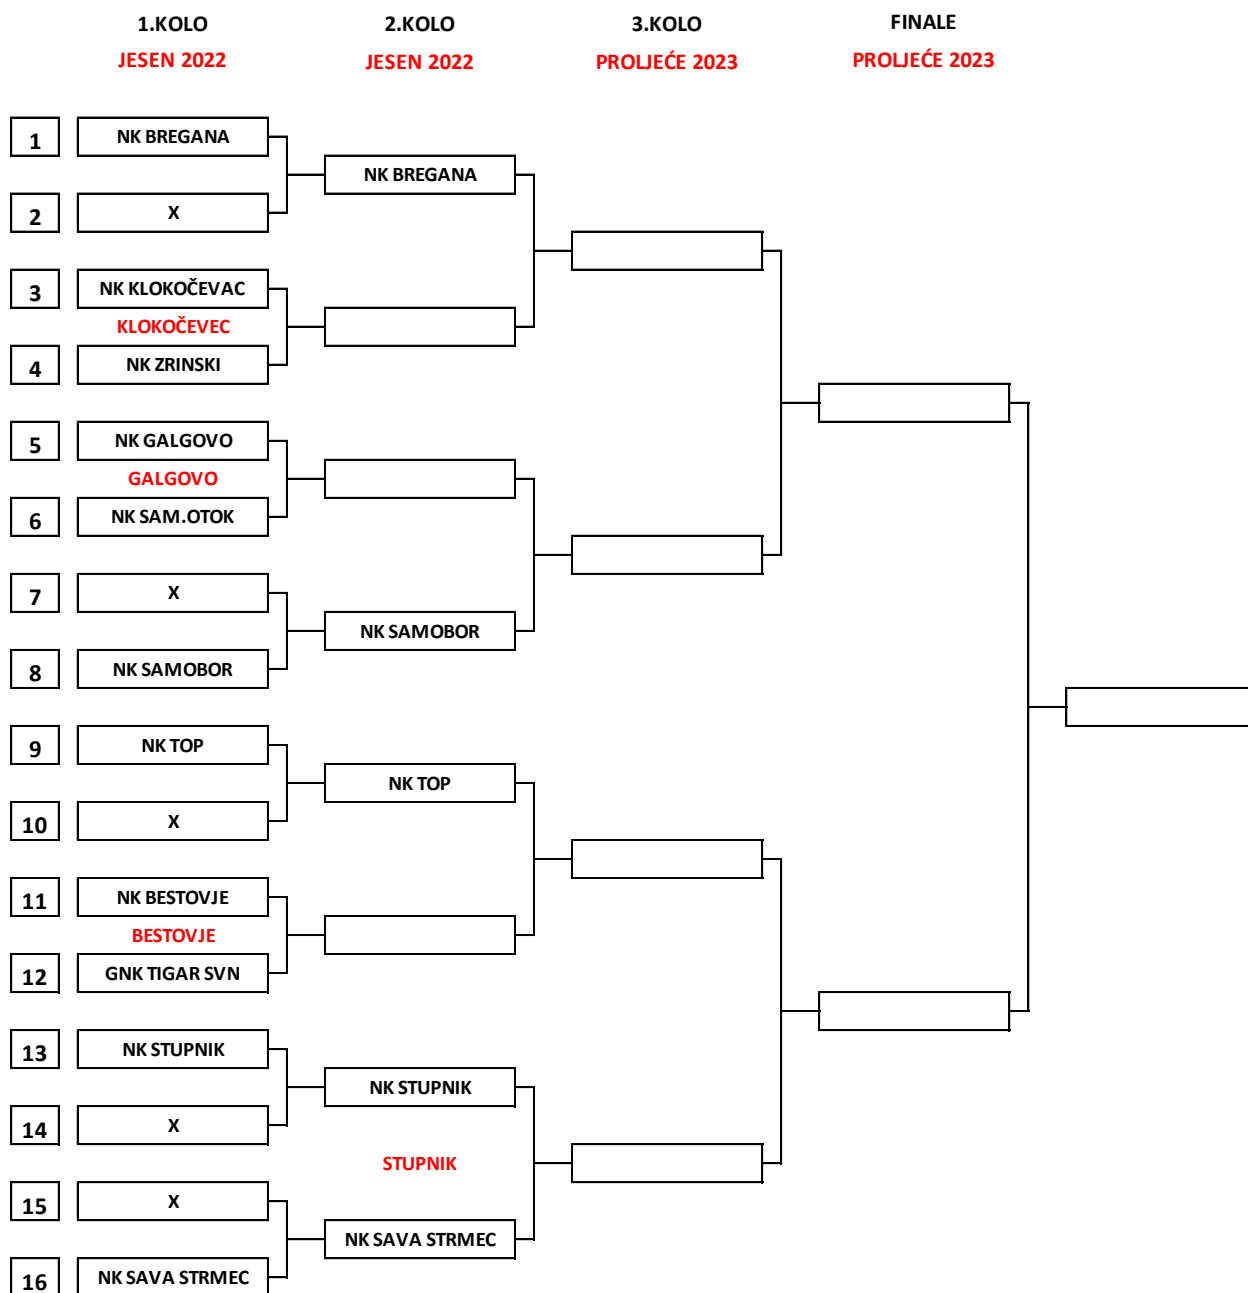 1.KOLO 2.KOLO 3.KOLO FINALE
JESEN 2022 JESEN 2022 PROLJEĆE 2023 PROLJEĆE 2023
1 NK BREGANA
NK BREGANA
2 X
3 NK KLOKOČEVAC
KLOKOČEVEC
4 NK ZRINSKI
5 NK GALGOVO
GALGOVO
6 NK SAM.OTOK
7 X
NK SAMOBOR
8 NK SAMOBOR
9 NK TOP
NK TOP
10 X
11 NK BESTOVJE
BESTOVJE
12 GNK TIGAR SVN
13 NK STUPNIK
NK STUPNIK
14 X
STUPNIK
15 X
NK SAVA STRMEC
16 NK SAVA STRMEC